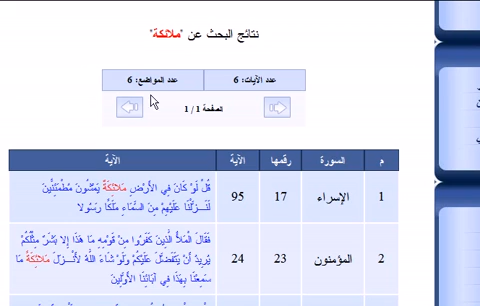 نتائج البحث عن "ملائكة"
عدد الآيات: 6 عدد المواضع: 6
الصفحة 1 / 1
م السورة رقمها الآية الآية
1 الإسراء 17 95 قُلْ لَوْ كَانَ فِي الْأَرْضِ مَلَائِكَةٌ يَمْشُونَ مُطْمَئِنِّينَ
لَنَزَّلْنَا عَلَيْهِمْ مِنَ السَّمَاءِ مَلَكًا رَسُولًا
2 المؤمنون 23 24 فَقَالَ الْمَلَأُ الَّذِينَ كَفَرُوا مِنْ قَوْمِهِ مَا هَذَا إِلَّا بَشَرٌ مِثْلُكُمْ
يُرِيدُ أَنْ يَتَفَضَّلَ عَلَيْكُمْ وَلَوْ شَاءَ اللَّهُ لَأَنْزَلَ مَلَائِكَةً مَا
سَمِعْنَا بِهَذَا فِي آبَائِنَا الْأَوَّلِينَ